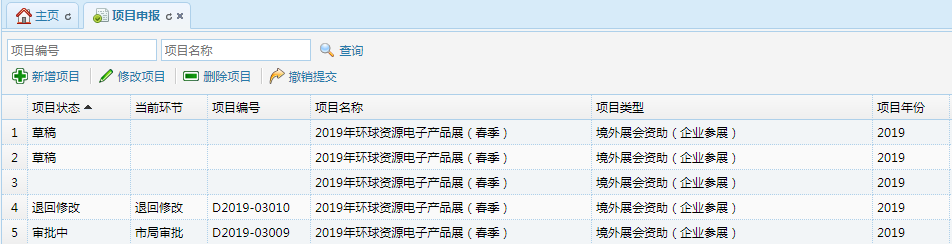 主页 项目申报
项目编号 项目名称 查询
新增项目 修改项目 删除项目 撤销提交
项目状态 当前环节 项目编号 项目名称 项目类型 项目年份
1 草稿 2019年环球资源电子产品展（春季） 境外展会资助（企业参展） 2019
2 草稿 2019年环球资源电子产品展（春季） 境外展会资助（企业参展） 2019
3 2019年环球资源电子产品展（春季） 境外展会资助（企业参展） 2019
4 退回修改 退回修改 D2019-03010 2019年环球资源电子产品展（春季） 境外展会资助（企业参展） 2019
5 审批中 市局审批 D2019-03009 2019年环球资源电子产品展（春季） 境外展会资助（企业参展） 2019